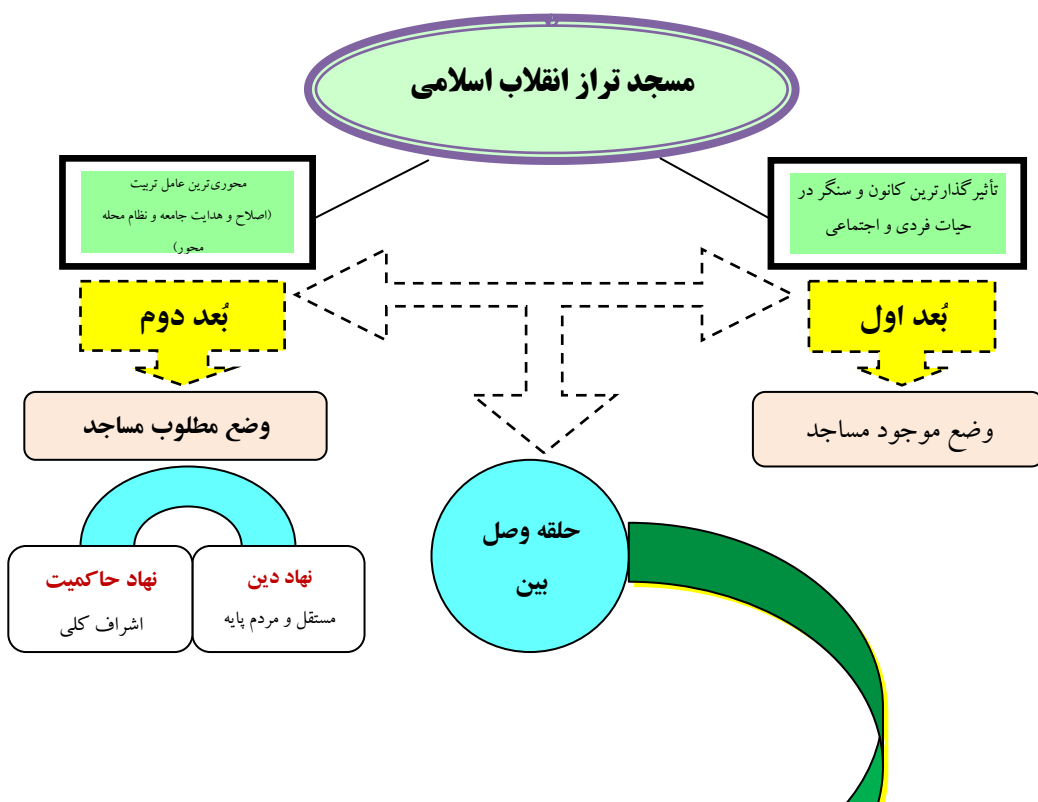 مسجد تراز انقلاب اسلامی
تأثیرگذارترین کانون و سنگر در
حیات فردی و اجتماعی
محوری‌ترین عامل تربیت
(اصلاح و هدایت جامعه و نظام محله
محور)
بُعد اول
بُعد دوم
وضع موجود مساجد
وضع مطلوب مساجد
حلقه وصل
بین
نهاد دین
مستقل و مردم پایه
نهاد حاکمیت
اشراف کلی